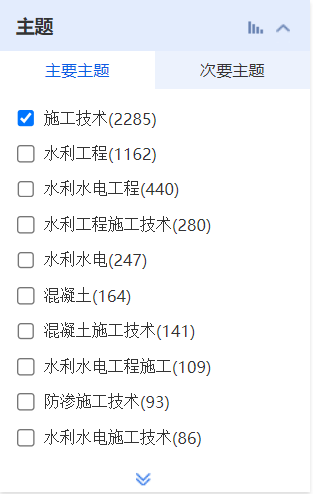 主题
主要主题 次要主题
施工技术(2285)
水利工程(1162)
水利水电工程(440)
水利工程施工技术(280)
水利水电(247)
混凝土(164)
混凝土施工技术(141)
水利水电工程施工(109)
防渗施工技术(93)
水利水电施工技术(86)